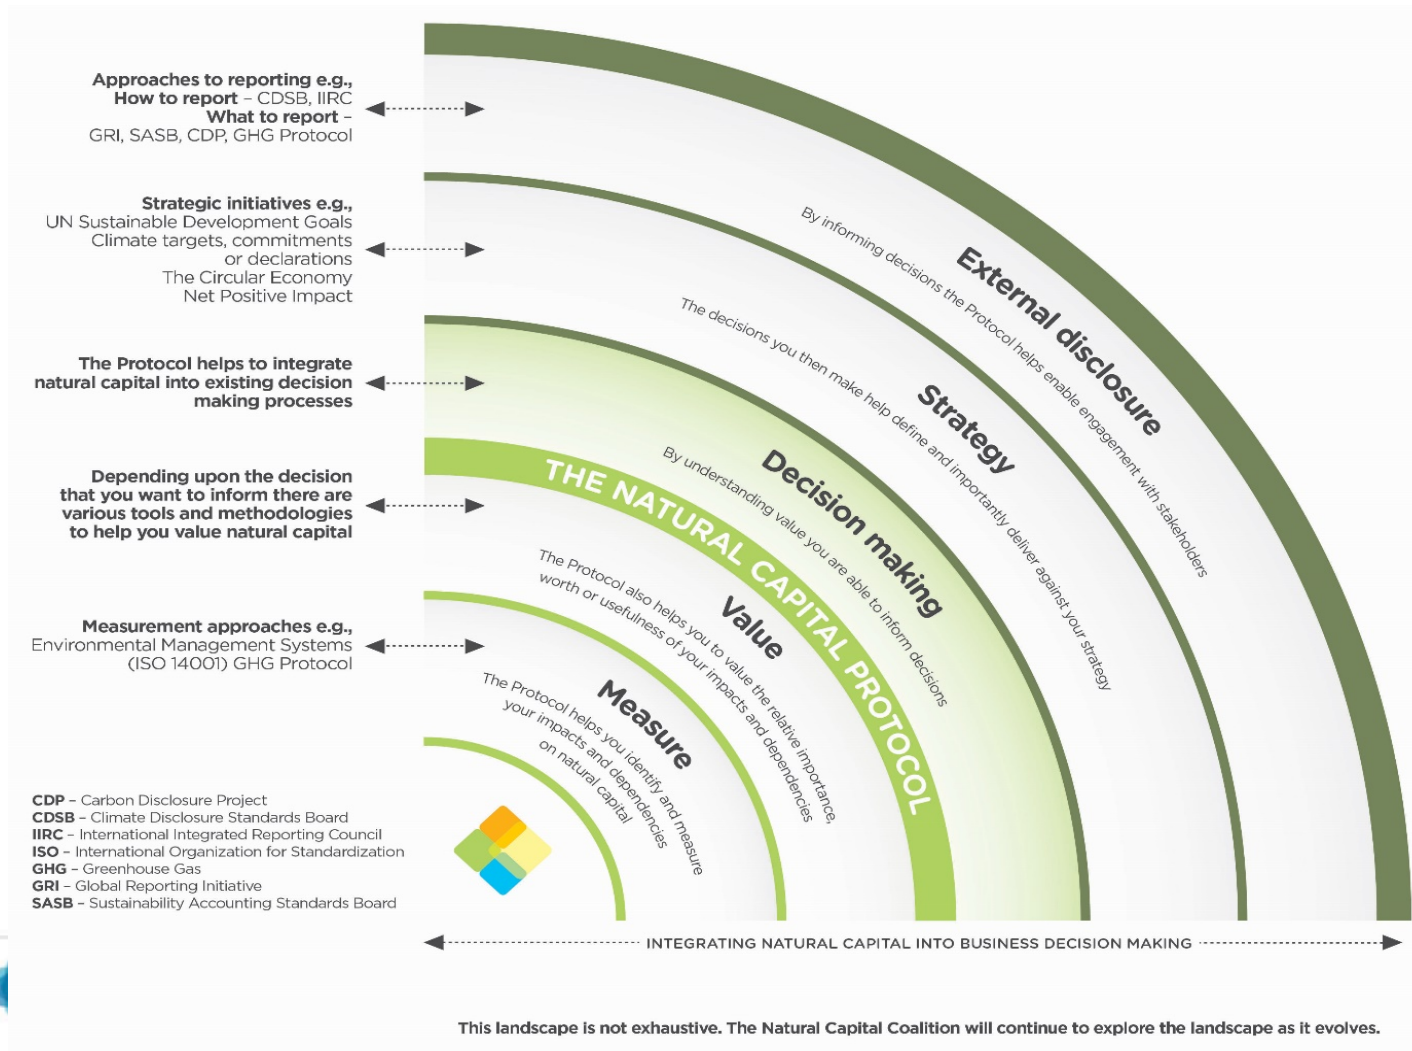 Approaches to reporting e.g.,
How to report – CDSB, IIRC
What to report –
GRI, SASB, CDP, GHG Protocol
Strategic initiatives e.g.,
UN Sustainable Development Goals
Climate targets, commitments
or declarations
The Circular Economy
Net Positive Impact
The Protocol helps to integrate
natural capital into existing decision
making processes
Depending upon the decision
that you want to inform there are
various tools and methodologies
to help you value natural capital
Measurement approaches e.g.,
Environmental Management Systems
(ISO 14001) GHG Protocol
External disclosure
By informing decisions the Protocol helps enable engagement with stakeholders
Strategy
The decisions you then make help define and importantly deliver against your strategy
Decision making
By understanding value you are able to inform decisions
THE NATURAL CAPITAL PROTOCOL
Value
The Protocol also helps you to value the relative importance,
worth or usefulness of your impacts and dependencies
Measure
The Protocol helps you identify and measure
your impacts and dependencies
on natural capital
CDP – Carbon Disclosure Project
CDSB – Climate Disclosure Standards Board
IIRC – International Integrated Reporting Council
ISO – International Organization for Standardization
GHG – Greenhouse Gas
GRI – Global Reporting Initiative
SASB – Sustainability Accounting Standards Board
INTEGRATING NATURAL CAPITAL INTO BUSINESS DECISION MAKING
This landscape is not exhaustive. The Natural Capital Coalition will continue to explore the landscape as it evolves.